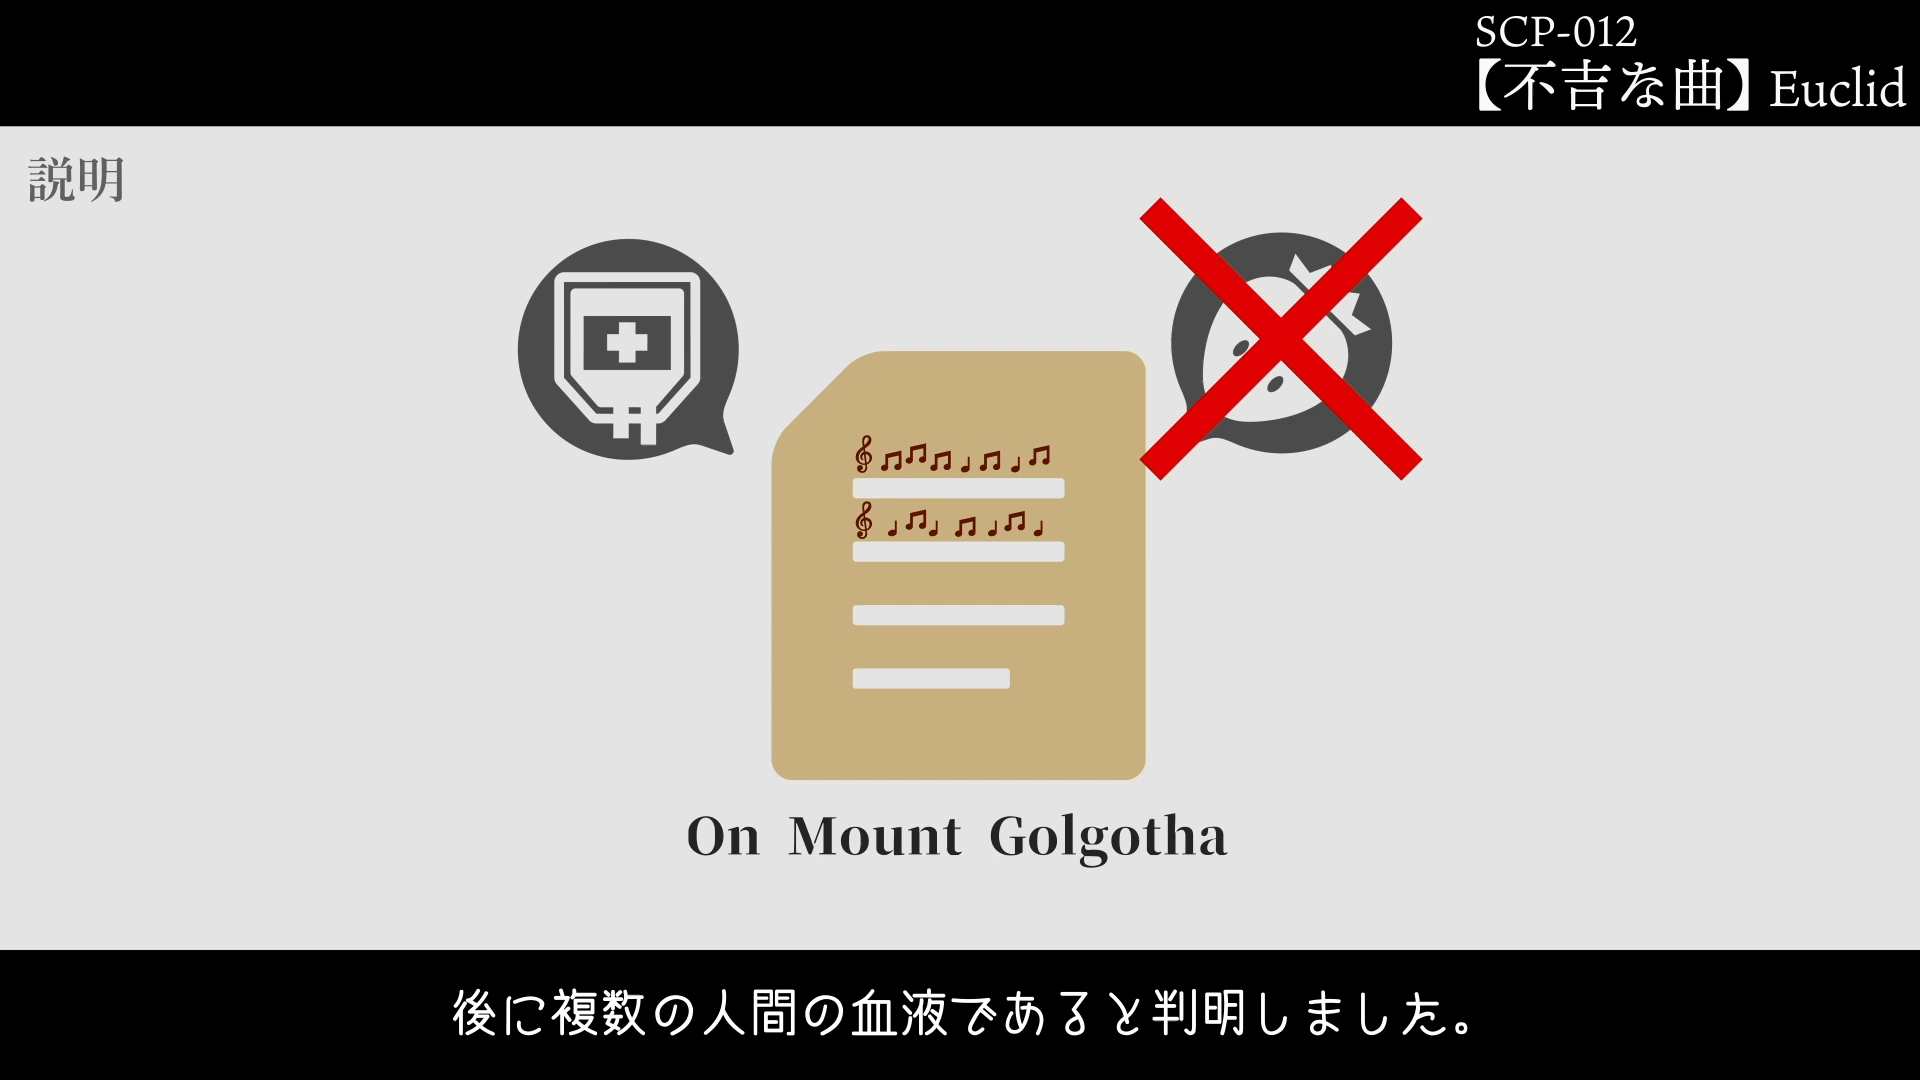 SCP-012
【不吉な曲】 Euclid
説明
On Mount Golgotha
後に複数の人間の血液であると判明しました。